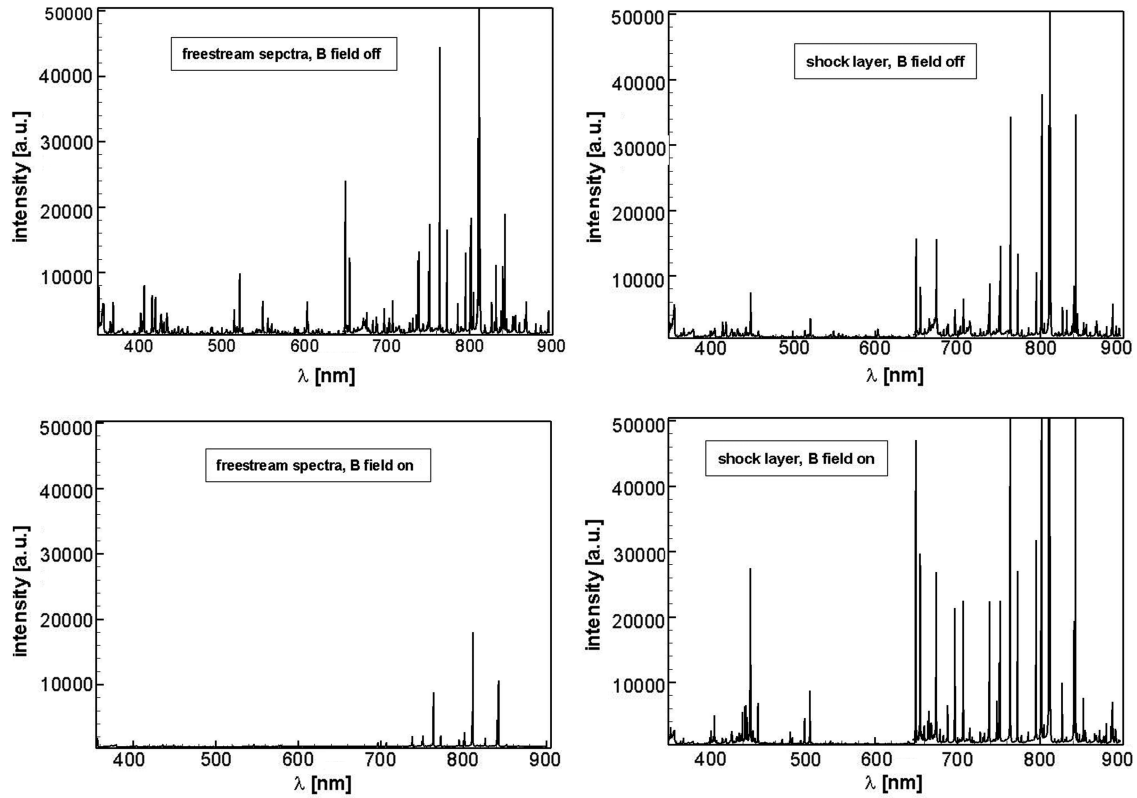 50000
40000
30000
20000
10000
intensity [a.u.]
freestream sepctra, B field off
400 500 600 700 800 900
λ [nm]
50000
40000
30000
20000
10000
intensity [a.u.]
shock layer, B field off
400 500 600 700 800 900
λ [nm]
50000
40000
30000
20000
10000
intensity [a.u.]
freestream spectra, B field on
400 500 600 700 800 900
λ [nm]
50000
40000
30000
20000
10000
intensity [a.u.]
shock layer, B field on
400 500 600 700 800 900
λ [nm]